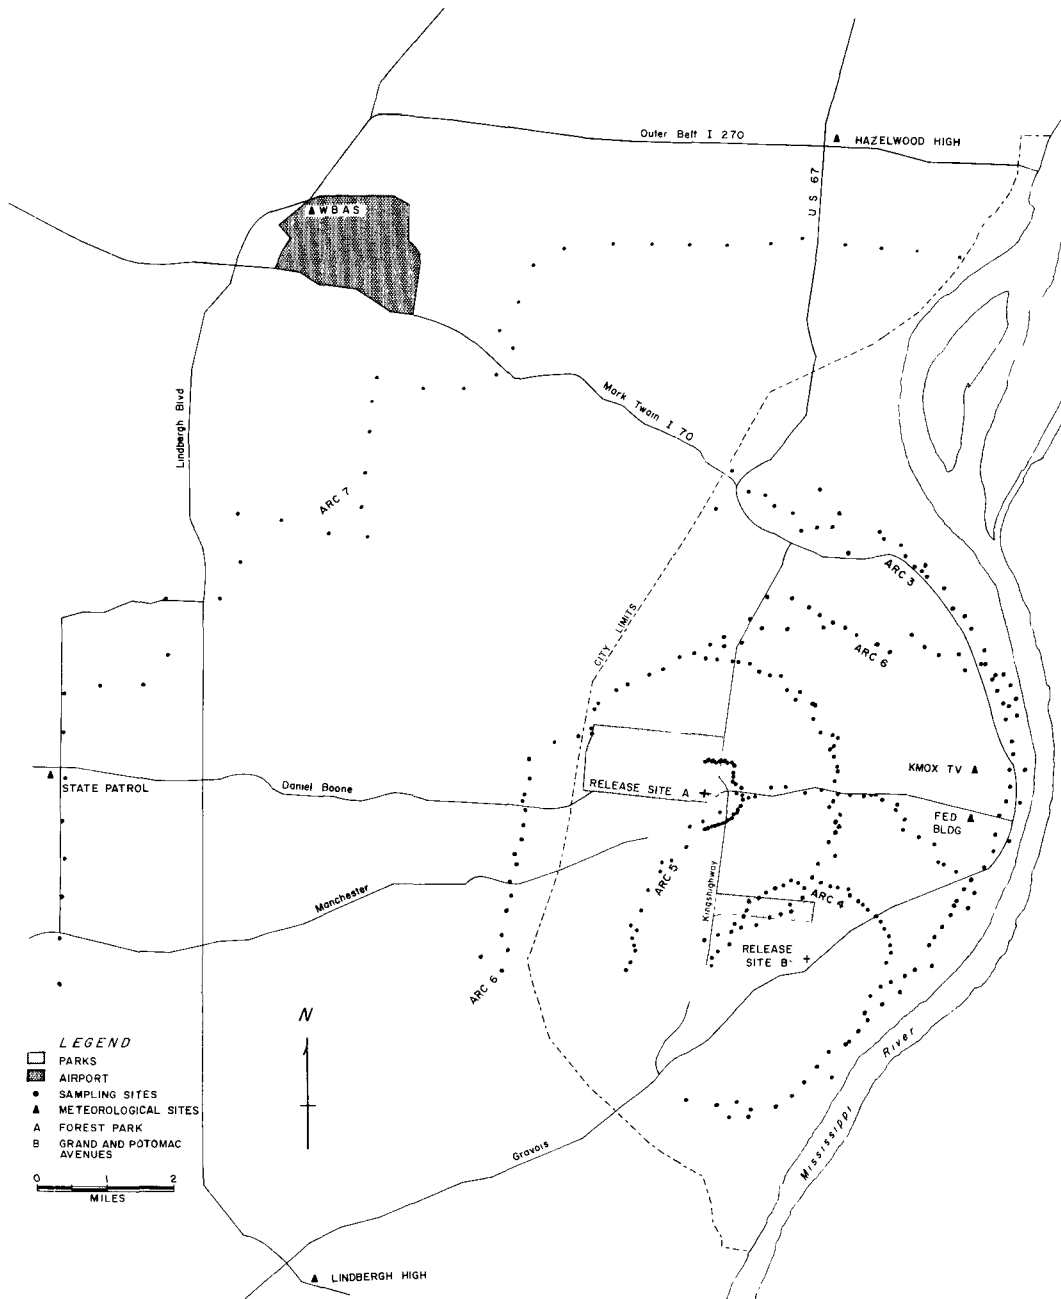 Outer Belt I 270
HAZELWOOD HIGH
U S 67
WBAS
Mark Twain I 70
Lindbergh Blvd
ARC 7
ARC 3
CITY LIMITS
ARC 6
KMOX TV
STATE PATROL
Daniel Boone
RELEASE SITE A
FED
BLDG
Manchester
ARC 5
Kingshighway
ARC 4
RELEASE
SITE B
ARC 6
N
LEGEND
PARKS
AIRPORT
SAMPLING SITES
METEOROLOGICAL SITES
A FOREST PARK
B GRAND AND POTOMAC
AVENUES
0 1 2
MILES
Gravois
River
Mississippi
LINDBERGH HIGH